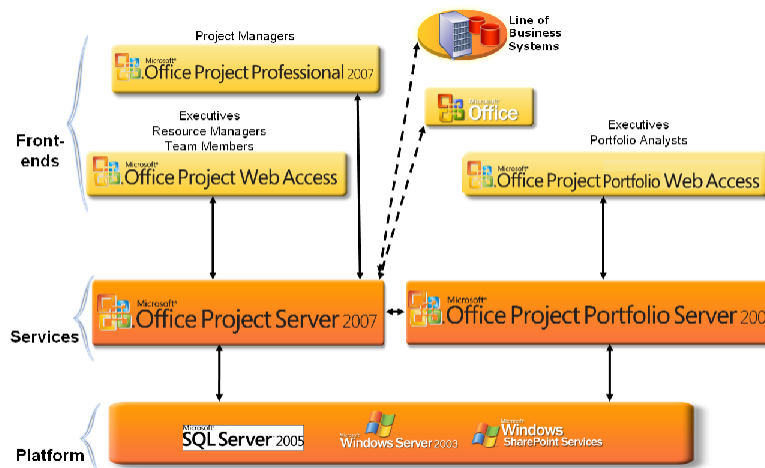 Project Managers
Microsoft®
Office Project Professional 2007
Line of
Business
Systems
Microsoft®
Office
Front-
ends
Executives
Resource Managers
Team Members
Microsoft®
Office Project Web Access
Executives
Portfolio Analysts
Microsoft®
Office Project Portfolio Web Access
Services
Microsoft®
Office Project Server 2007
Microsoft®
Office Project Portfolio Server 200
Platform
Microsoft®
SQL Server 2005
Microsoft®
Windows Server 2003
Microsoft®
Windows
SharePoint Services